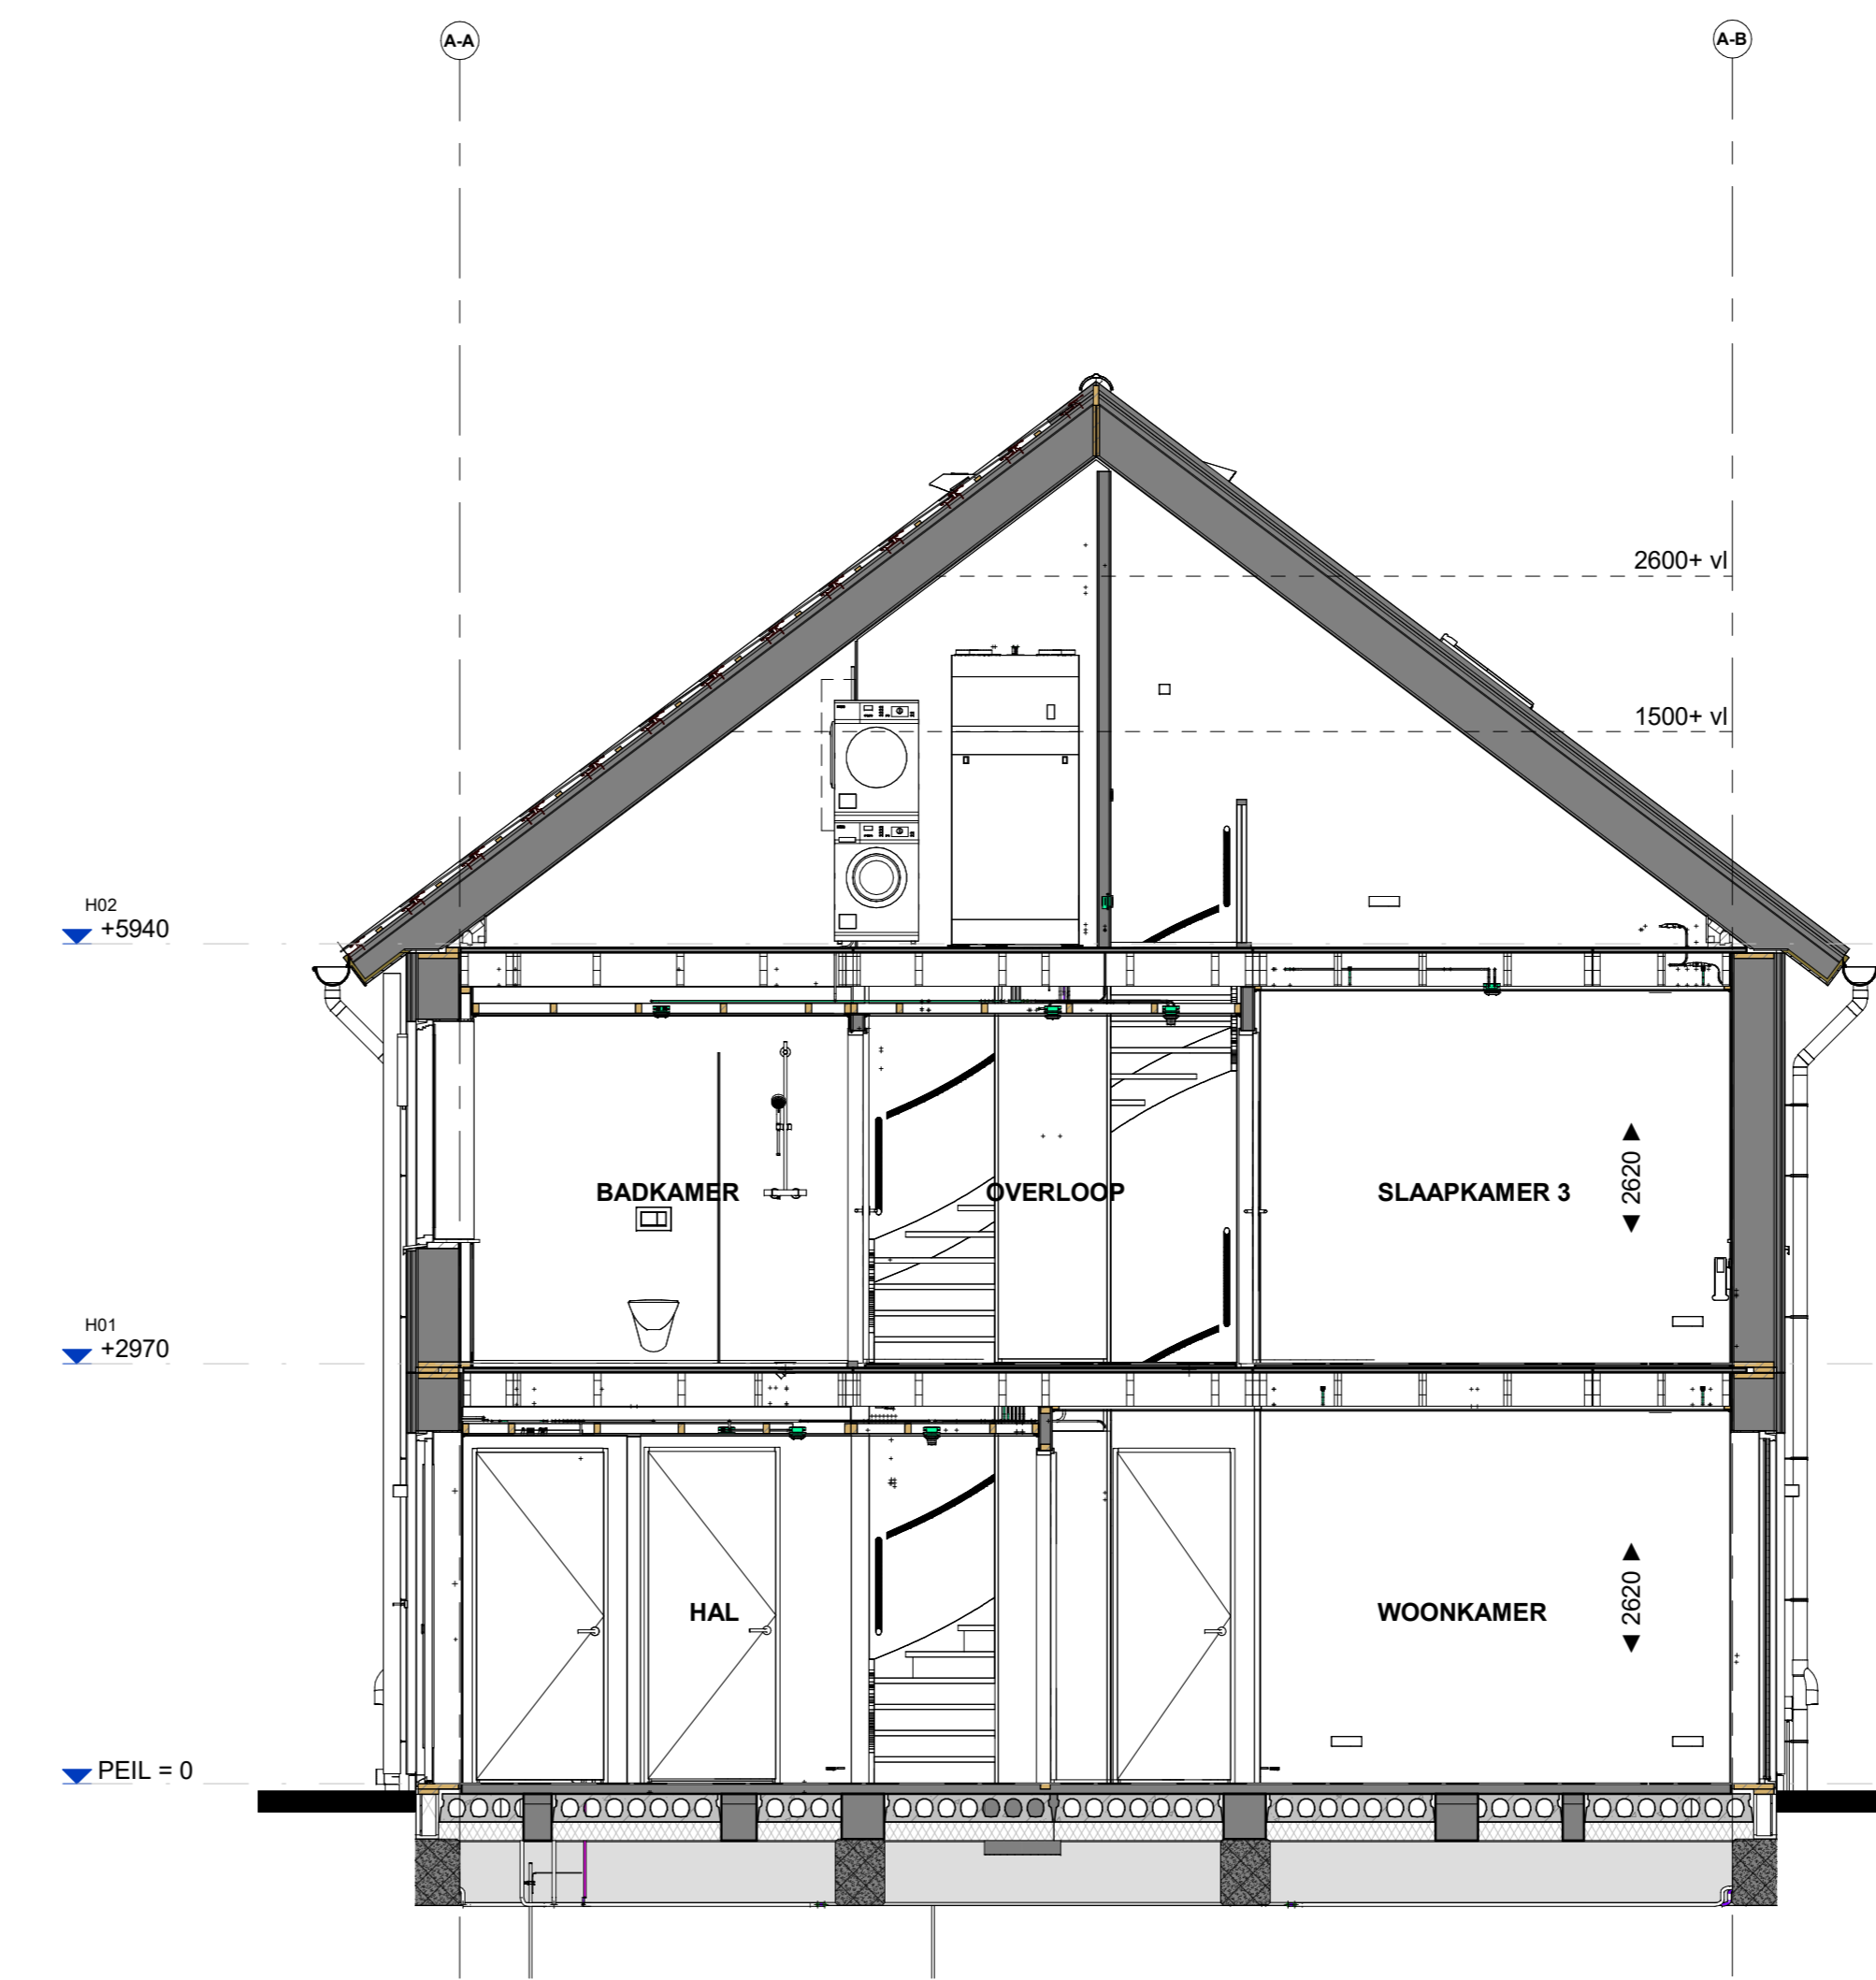 A-A
A-B
2600+ vl
1500+ vl
H02
+5940
BADKAMER
OVERLOOP
SLAAPKAMER 3
◄ 2620 ►
H01
+2970
HAL
WOONKAMER
◄ 2620 ►
PEIL = 0